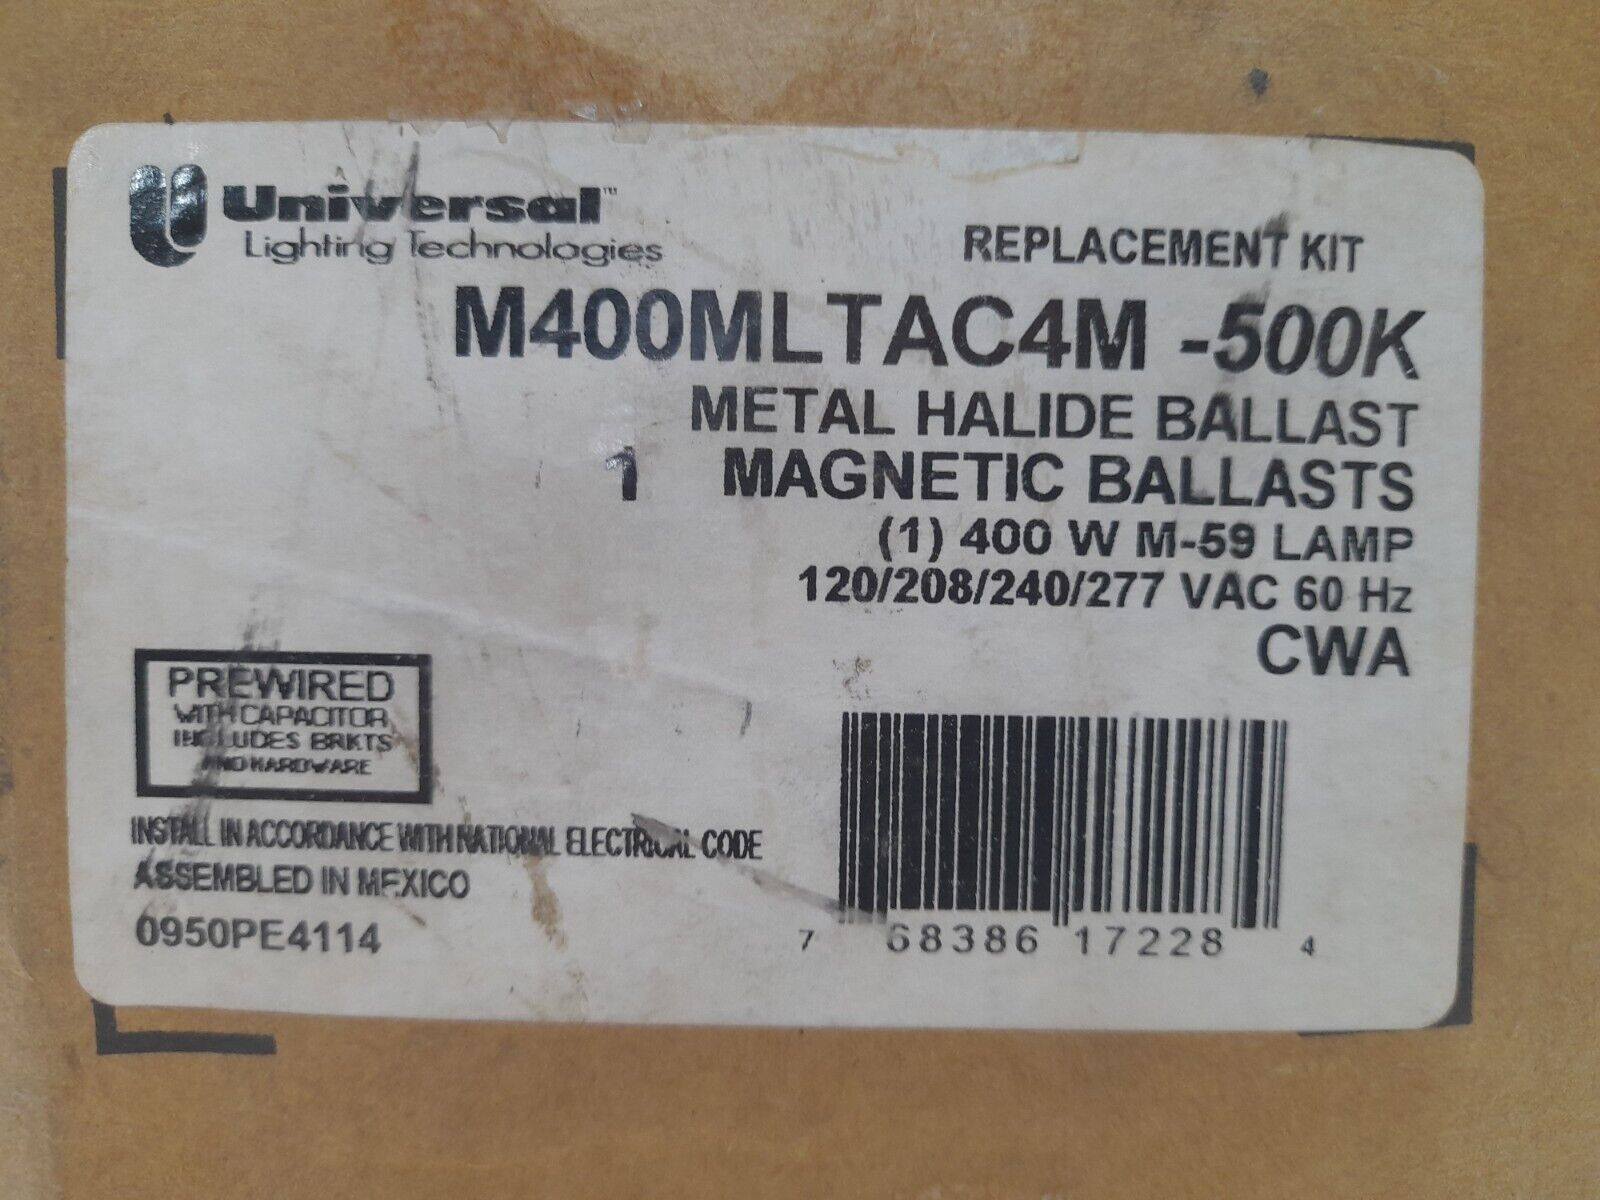 Universal™
Lighting Technologies
REPLACEMENT KIT
M400MLTAC4M -500K
METAL HALIDE BALLAST
1 MAGNETIC BALLASTS
(1) 400 W M-59 LAMP
120/208/240/277 VAC 60 Hz
CWA
PREWIRED
WITH CAPACITOR
INCLUDES BRKTS
AND HARDWARE
INSTALL IN ACCORDANCE WITH NATIONAL ELECTRICAL CODE
ASSEMBLED IN MEXICO
0950PE4114
7 68386 17228 4